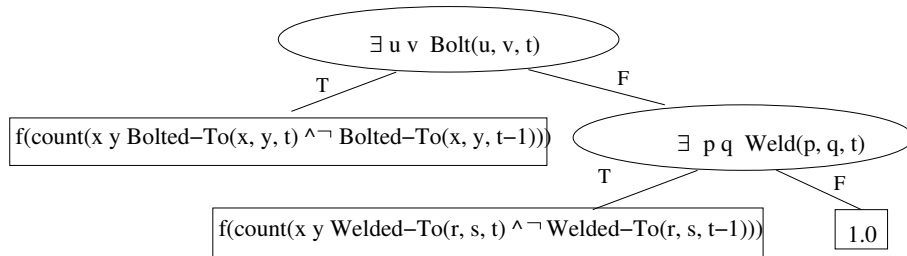 ∃ u v Bolt(u, v, t)
T
F
f(count(x y Bolted−To(x, y, t) ^¬ Bolted−To(x, y, t−1)))
∃ p q Weld(p, q, t)
T
F
f(count(x y Welded−To(r, s, t) ^¬ Welded−To(r, s, t−1)))
1.0